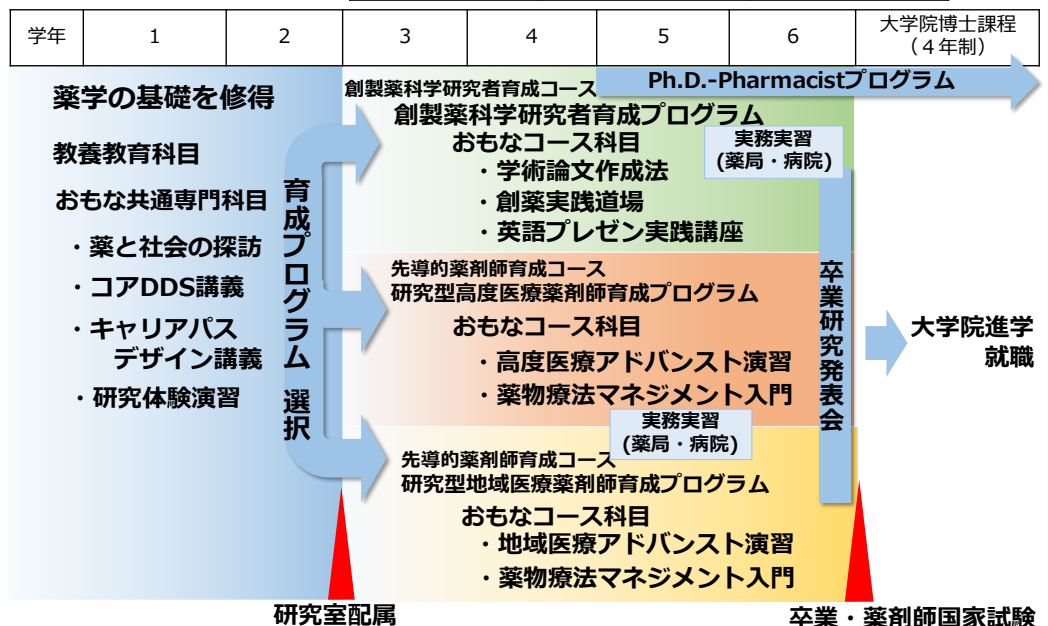 学年
1
2
3
4
5
6
大学院博士課程
（４年制）
Ph.D.-Pharmacistプログラム
薬学の基礎を修得
教養教育科目
おもな共通専門科目
・薬と社会の探訪
・コアDDS講義
・キャリアパス
デザイン講義
・研究体験演習
育成プログラム 選択
創製薬科学研究者育成コース
創製薬科学研究者育成プログラム
おもなコース科目
・学術論文作成法
・創薬実践道場
・英語プレゼン実践講座
実務実習
(薬局・病院)
先導的薬剤師育成コース
研究型高度医療薬剤師育成プログラム
おもなコース科目
・高度医療アドバンスト演習
・薬物療法マネジメント入門
実務実習
(薬局・病院)
先導的薬剤師育成コース
研究型地域医療薬剤師育成プログラム
おもなコース科目
・地域医療アドバンスト演習
・薬物療法マネジメント入門
卒業研究発表会
大学院進学
就職
研究室配属
卒業・薬剤師国家試験